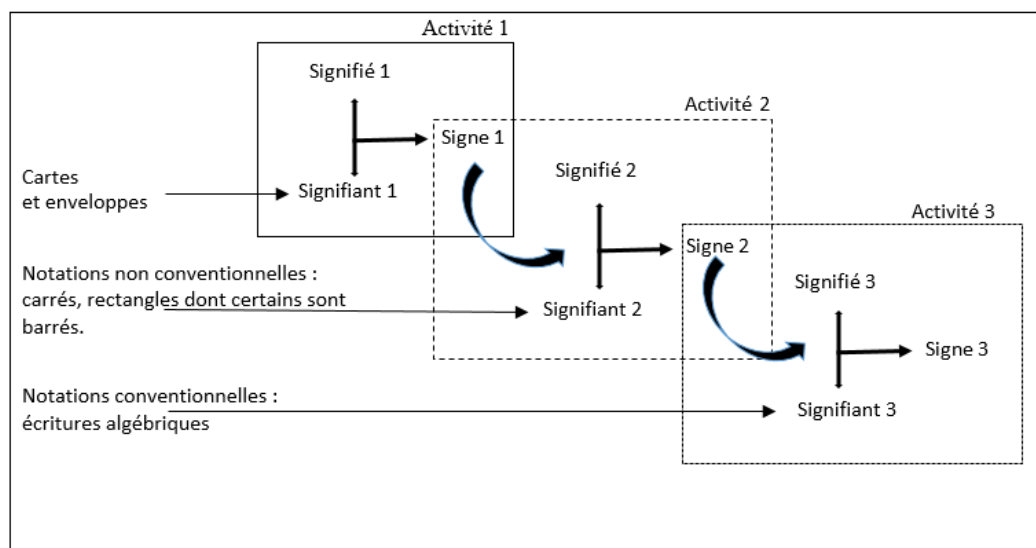 Activité 1
Signifié 1
Signe 1
Signifiant 1
Cartes
et enveloppes
Activité 2
Signifié 2
Signe 2
Signifiant 2
Notations non conventionnelles :
carrés, rectangles dont certains sont
barrés.
Activité 3
Signifié 3
Signe 3
Signifiant 3
Notations conventionnelles :
écritures algébriques